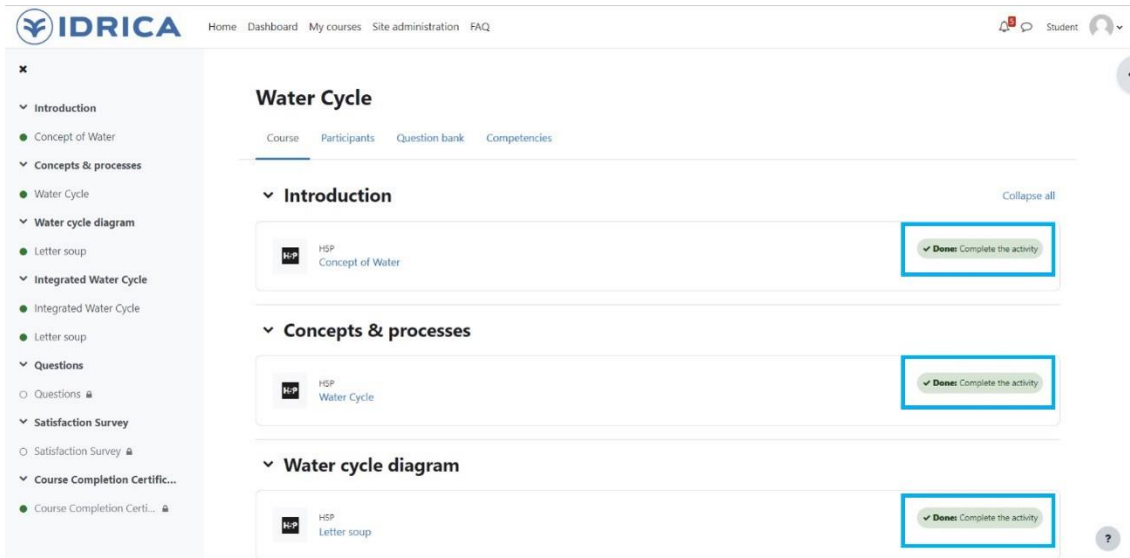 IDRICA
Home Dashboard My courses Site administration FAQ
5 Student
Introduction
Concept of Water
Concepts & processes
Water Cycle
Water cycle diagram
Letter soup
Integrated Water Cycle
Integrated Water Cycle
Letter soup
Questions
Questions
Satisfaction Survey
Satisfaction Survey
Course Completion Certific...
Course Completion Certi...
Water Cycle
Course Participants Question bank Competencies
Introduction
Collapse all
H5P
H5P
Concept of Water
Done: Complete the activity
Concepts & processes
H5P
H5P
Water Cycle
Done: Complete the activity
Water cycle diagram
H5P
H5P
Letter soup
Done: Complete the activity
?